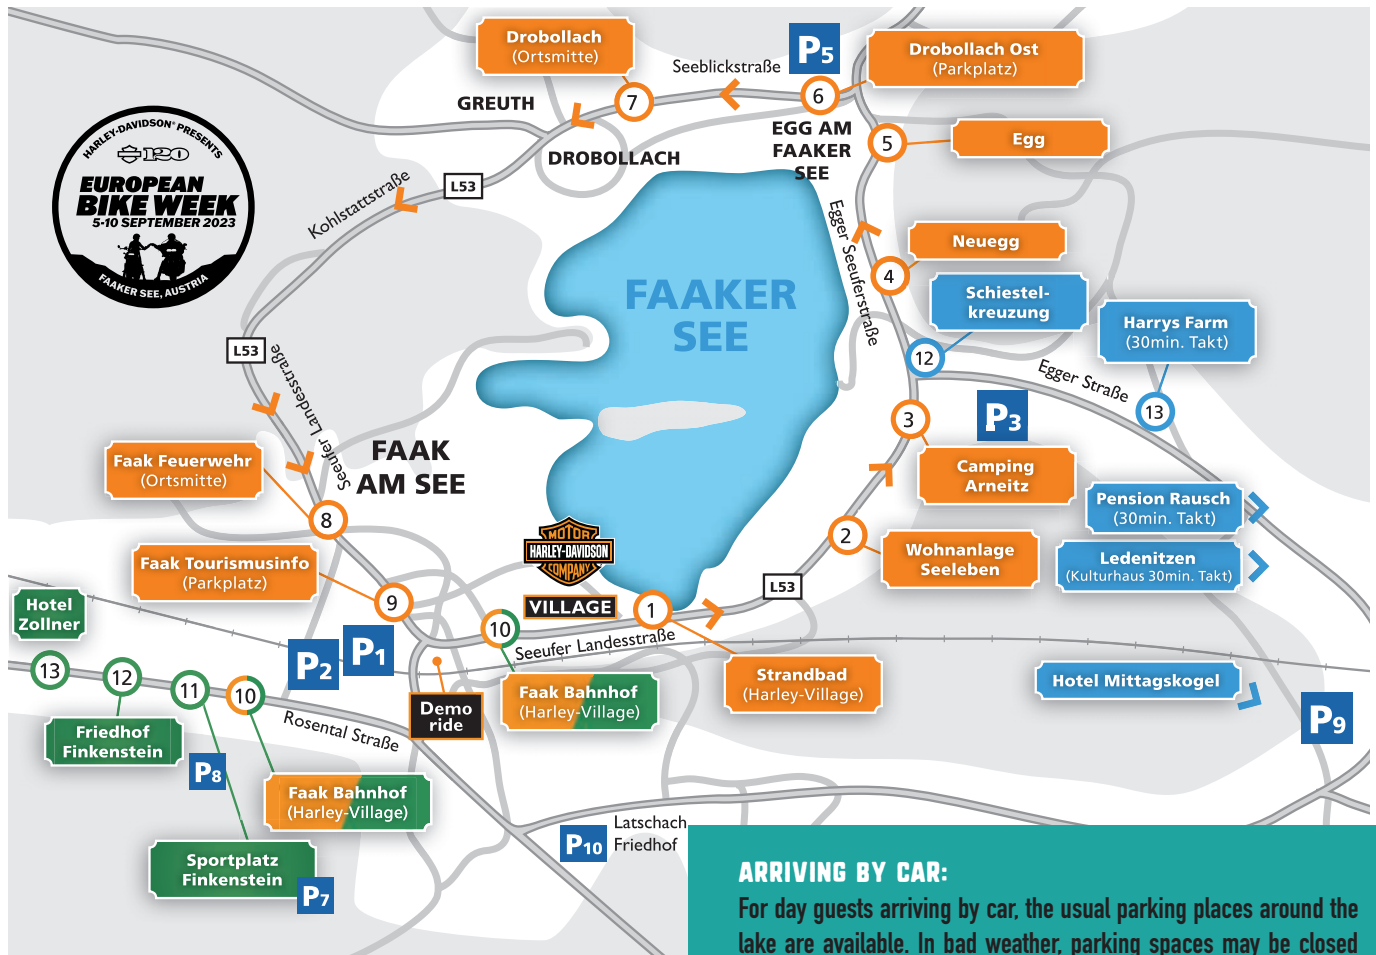 HARLEY-DAVIDSON® PRESENTS
120
EUROPEAN
BIKE WEEK
5-10 SEPTEMBER 2023
FAAKER SEE, AUSTRIA
Drobollach
(Ortsmitte)
Seeblickstraße
P5
Drobollach Ost
(Parkplatz)
GREUTH
7
6
EGG AM
FAAKER
SEE
5
Egg
DROBOLLACH
L53
Kohlstattstraße
Egger Seeuferstraße
Neuegg
4
FAAKER
SEE
Schiestel-
kreuzung
Harrys Farm
(30min. Takt)
L53
12
Egger Straße
13
Seeufer Landesstraße
3
P3
FAAK
AM SEE
Faak Feuerwehr
(Ortsmitte)
Camping
Arneitz
Pension Rausch
(30min. Takt)
8
2
MOTOR
HARLEY-DAVIDSON
COMPANY
Faak Tourismusinfo
(Parkplatz)
Wohnanlage
Seeleben
Ledenitzen
(Kulturhaus 30min. Takt)
L53
Hotel
Zollner
9
VILLAGE
1
10
Seeufer Landesstraße
P2
P1
13
12
11
10
Strandbad
(Harley-Village)
Hotel Mittagskogel
Faak Bahnhof
(Harley-Village)
Demo
ride
P9
Rosental Straße
Friedhof
Finkenstein
P8
Faak Bahnhof
(Harley-Village)
P10
Latschach
Friedhof
Sportplatz
Finkenstein
P7
ARRIVING BY CAR:
For day guests arriving by car, the usual parking places around the
lake are available. In bad weather, parking spaces may be closed